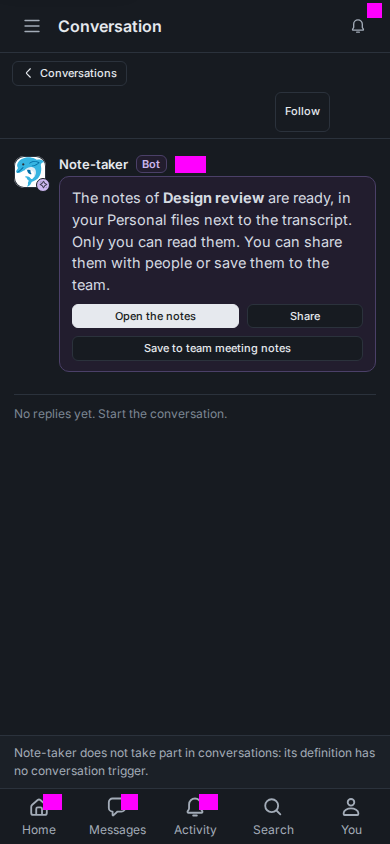 Conversation
Conversations
Follow
Note-taker Bot
The notes of Design review are ready, in
your Personal files next to the transcript.
Only you can read them. You can share
them with people or save them to the
team.
Open the notes Share
Save to team meeting notes
No replies yet. Start the conversation.
Note-taker does not take part in conversations: its definition has
no conversation trigger.
Home Messages Activity Search You